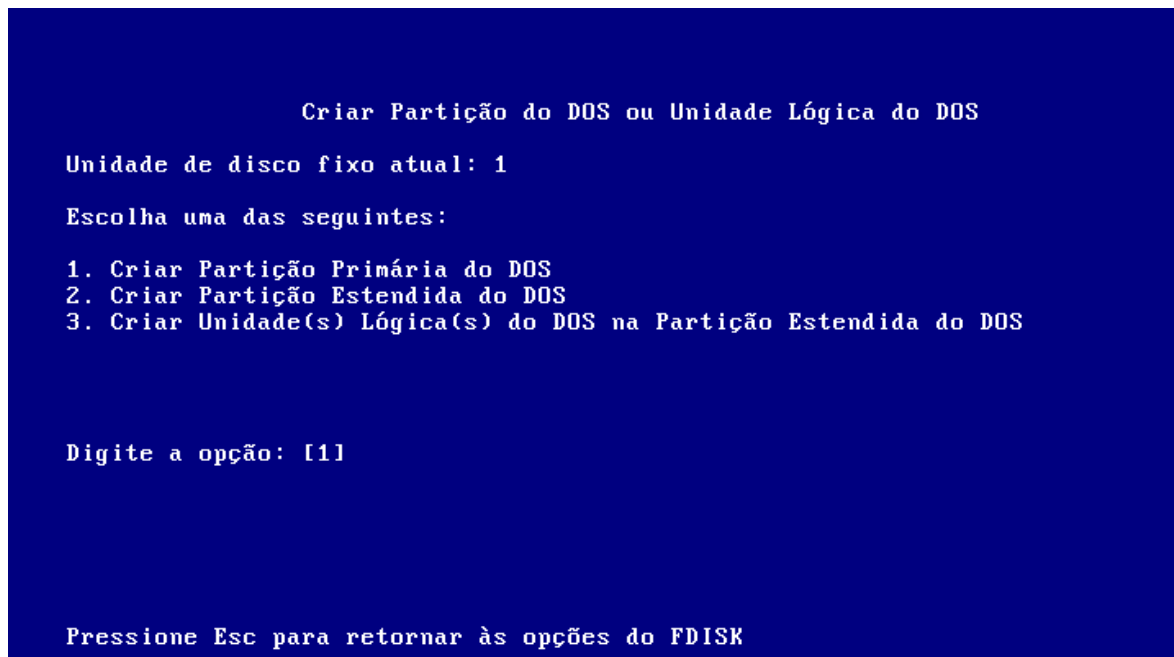 Criar Partição do DOS ou Unidade Lógica do DOS
Unidade de disco fixo atual: 1
Escolha uma das seguintes:
1. Criar Partição Primária do DOS
2. Criar Partição Estendida do DOS
3. Criar Unidade(s) Lógica(s) do DOS na Partição Estendida do DOS
Digite a opção: [1]
Pressione Esc para retornar às opções do FDISK